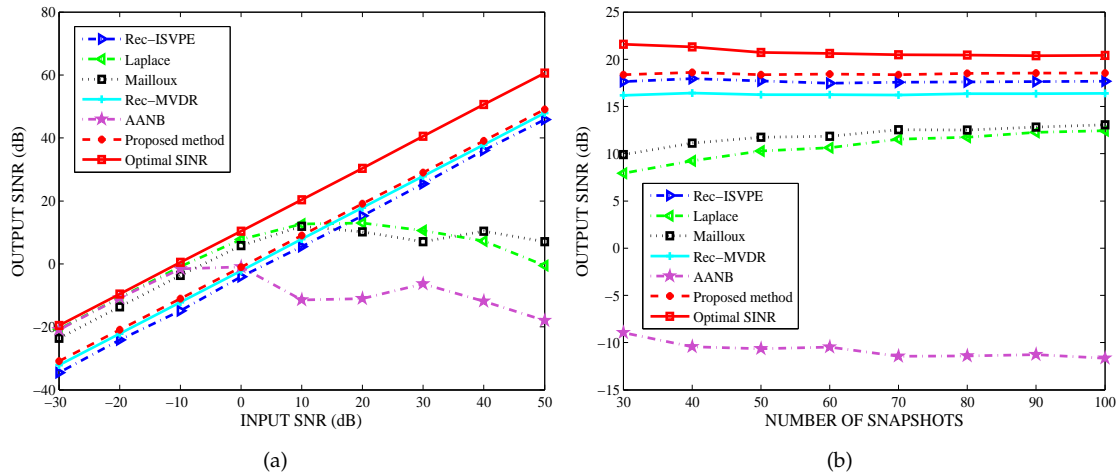 80
60
40
20
0
−20
−40
OUTPUT SINR (dB)
Rec−ISVPE
Laplace
Mailloux
Rec−MVDR
AANB
Proposed method
Optimal SINR
−30
−20
−10
0
10
20
30
40
50
INPUT SNR (dB)
(a)
25
20
15
10
5
0
−5
−10
−15
OUTPUT SINR (dB)
Rec−ISVPE
Laplace
Mailloux
Rec−MVDR
AANB
Proposed method
Optimal SINR
30
40
50
60
70
80
90
100
NUMBER OF SNAPSHOTS
(b)